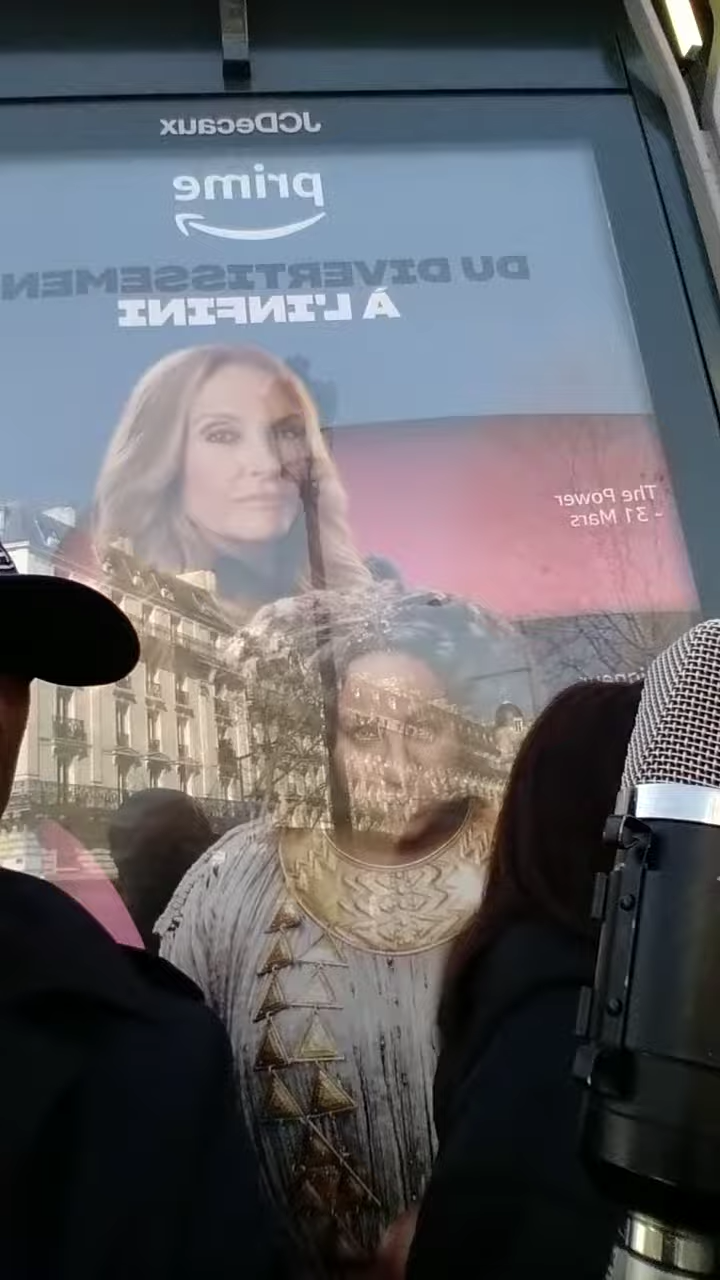 JCDecaux
prime
DU DIVERTISSEMEN
À L'INFINI
The Power
- 31 Mars